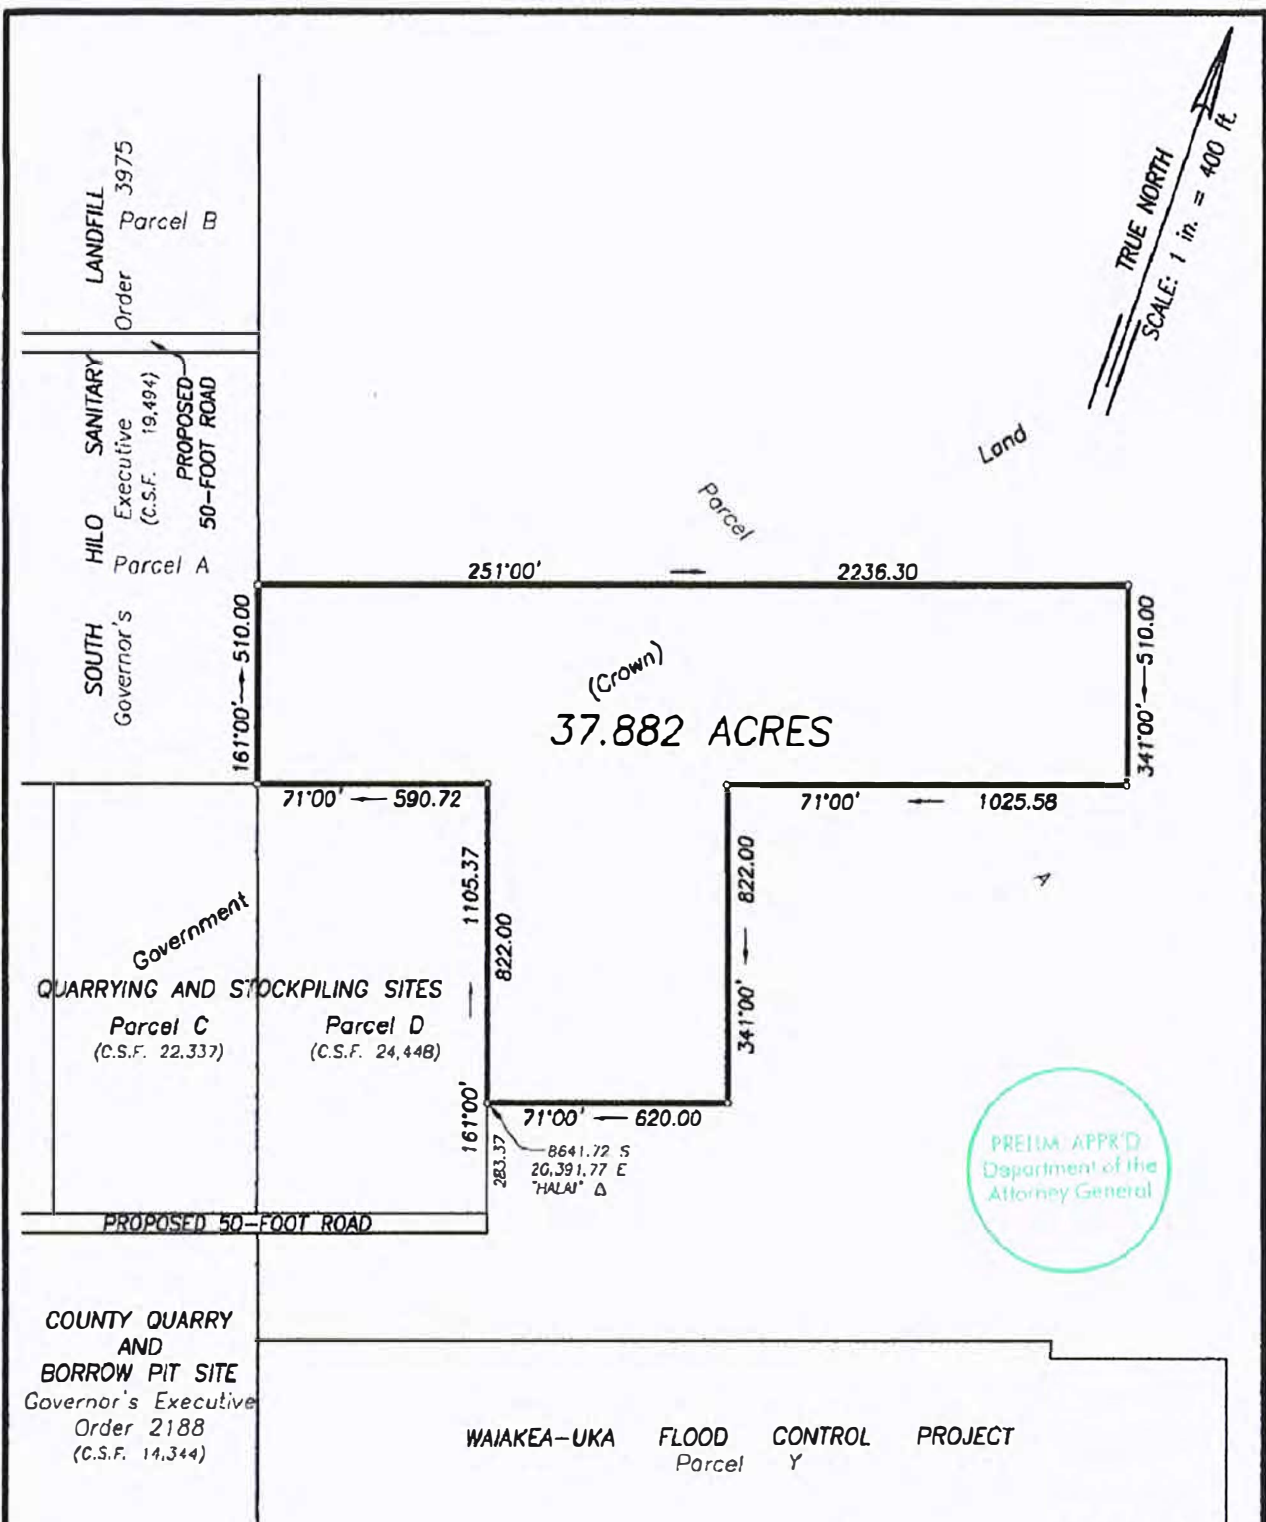 TRUE NORTH
SCALE: 1 in. = 400 ft.
SOUTH HILO SANITARY LANDFILL
Governor's Executive Order 3975
(C.S.F. 19,494)
Parcel B
Parcel A
PROPOSED
50-FOOT ROAD
Land
Parcel
251°00' 2236.30
161°00' 510.00
341°00' 510.00
(Crown)
37.882 ACRES
71°00' 590.72
71°00' 1025.58
A
1105.37
822.00
161°00'
341°00' 822.00
Government
QUARRYING AND STOCKPILING SITES
Parcel C
(C.S.F. 22,337)
Parcel D
(C.S.F. 24,448)
71°00' 620.00
283.37
8641.72 S
20,391.77 E
"HALAI" Δ
PRELIM. APPR'D
Department of the
Attorney General
PROPOSED 50-FOOT ROAD
COUNTY QUARRY
AND
BORROW PIT SITE
Governor's Executive
Order 2188
(C.S.F. 14,344)
WAIAKEA-UKA FLOOD CONTROL PROJECT
Parcel Y